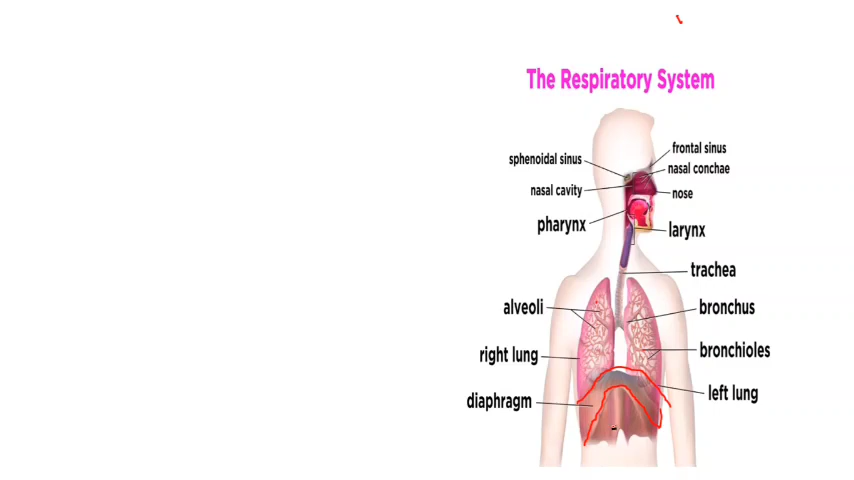 The Respiratory System
frontal sinus
sphenoidal sinus
nasal conchae
nasal cavity
nose
pharynx
larynx
trachea
alveoli
bronchus
right lung
bronchioles
left lung
diaphragm